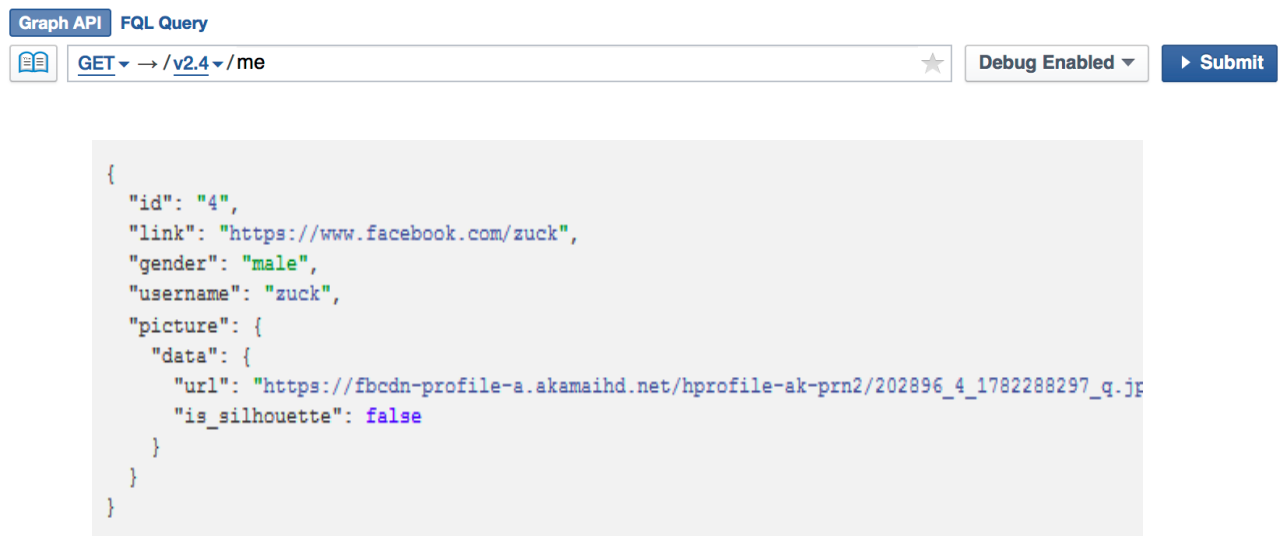 Graph API FQL Query
GET → /v2.4 /me Debug Enabled Submit
{
"id": "4",
"link": "https://www.facebook.com/zuck",
"gender": "male",
"username": "zuck",
"picture": {
"data": {
"url": "https://fbcdn-profile-a.akamaihd.net/hprofile-ak-prn2/202896_4_1782288297_q.jp
"is_silhouette": false
}
}
}